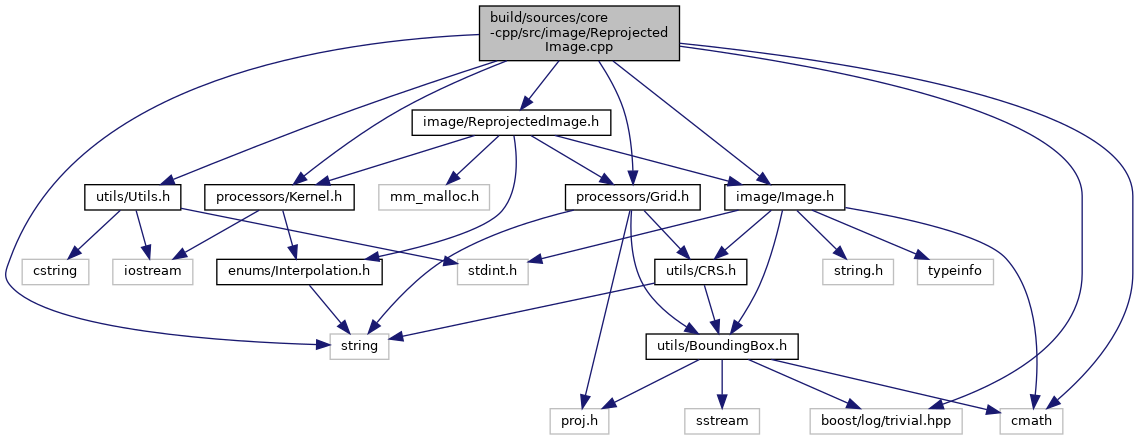 build/sources/core
-cpp/src/image/Reprojected
Image.cpp
image/ReprojectedImage.h
utils/Utils.h
processors/Kernel.h
mm_malloc.h
processors/Grid.h
image/Image.h
cstring
iostream
enums/Interpolation.h
stdint.h
utils/CRS.h
string.h
typeinfo
string
utils/BoundingBox.h
proj.h
sstream
boost/log/trivial.hpp
cmath